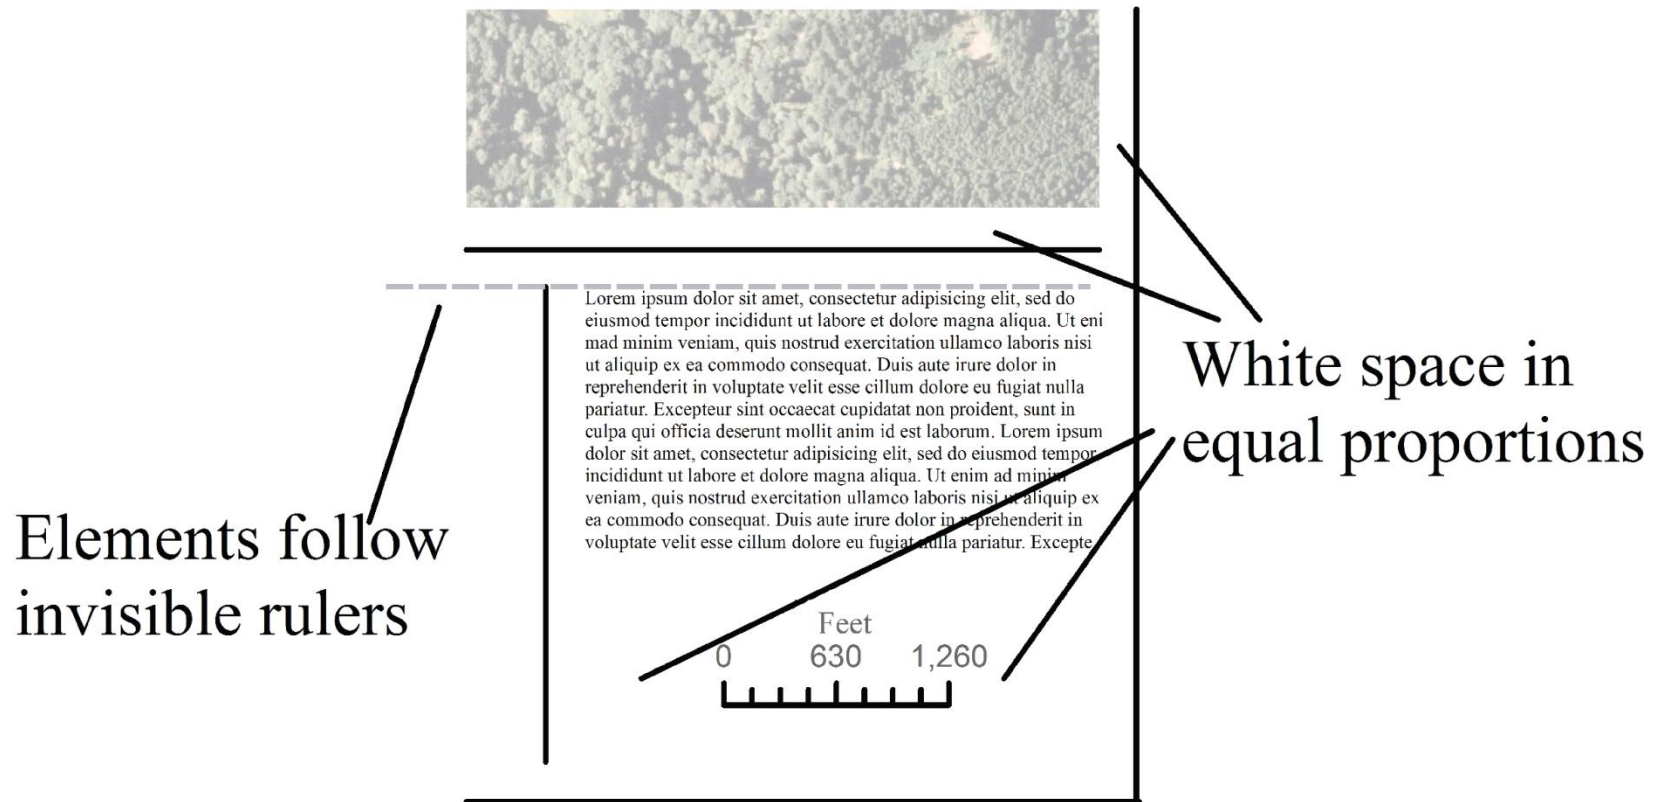 Lorem ipsum dolor sit amet, consectetur adipisicing elit, sed do
eiusmod tempor incididunt ut labore et dolore magna aliqua. Ut eni
mad minim veniam, quis nostrud exercitation ullamco laboris nisi
ut aliquip ex ea commodo consequat. Duis aute irure dolor in
reprehenderit in voluptate velit esse cillum dolore eu fugiat nulla
pariatur. Excepteur sint occaecat cupidatat non proident, sunt in
culpa qui officia deserunt mollit anim id est laborum. Lorem ipsum
dolor sit amet, consectetur adipisicing elit, sed do eiusmod tempor
incididunt ut labore et dolore magna aliqua. Ut enim ad minim
veniam, quis nostrud exercitation ullamco laboris nisi ut aliquip ex
ea commodo consequat. Duis aute irure dolor in reprehenderit in
voluptate velit esse cillum dolore eu fugiat nulla pariatur. Excepte
White space in
equal proportions
Elements follow
invisible rulers
Feet
0 630 1,260